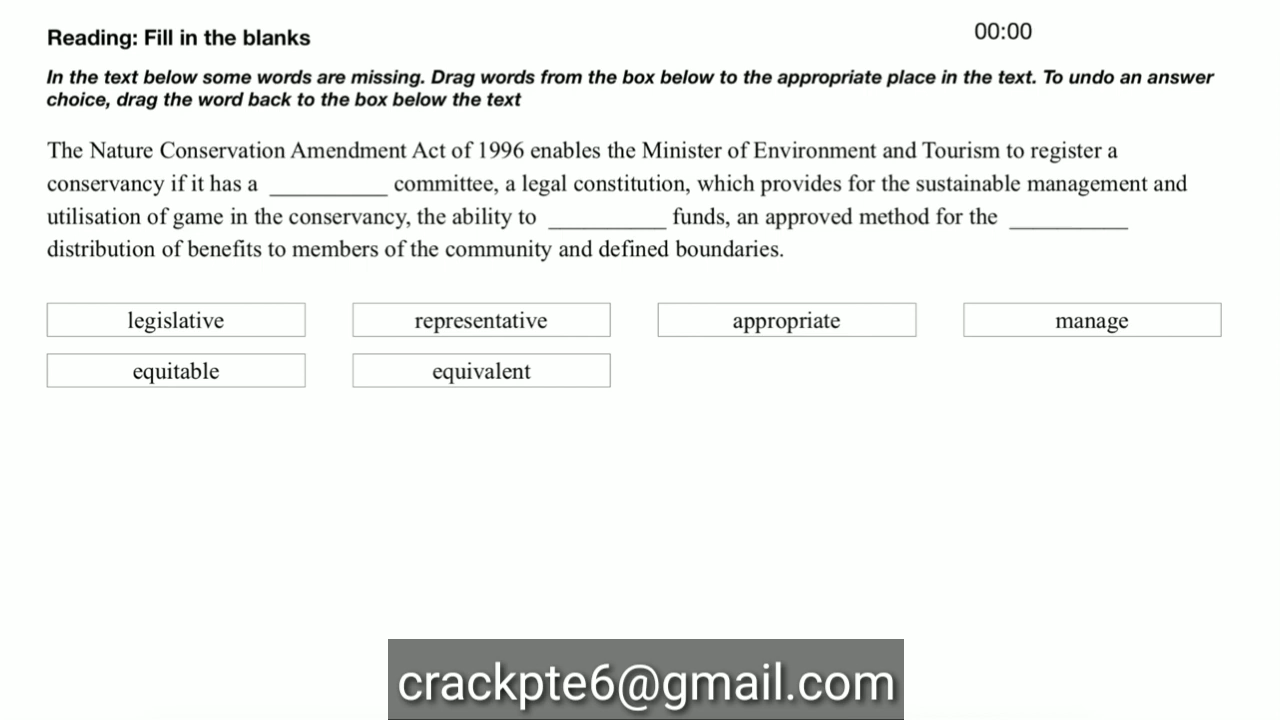 Reading: Fill in the blanks
00:00
In the text below some words are missing. Drag words from the box below to the appropriate place in the text. To undo an answer
choice, drag the word back to the box below the text
The Nature Conservation Amendment Act of 1996 enables the Minister of Environment and Tourism to register a
conservancy if it has a __________ committee, a legal constitution, which provides for the sustainable management and
utilisation of game in the conservancy, the ability to __________ funds, an approved method for the __________
distribution of benefits to members of the community and defined boundaries.
legislative representative appropriate manage
equitable equivalent
crackpte6@gmail.com